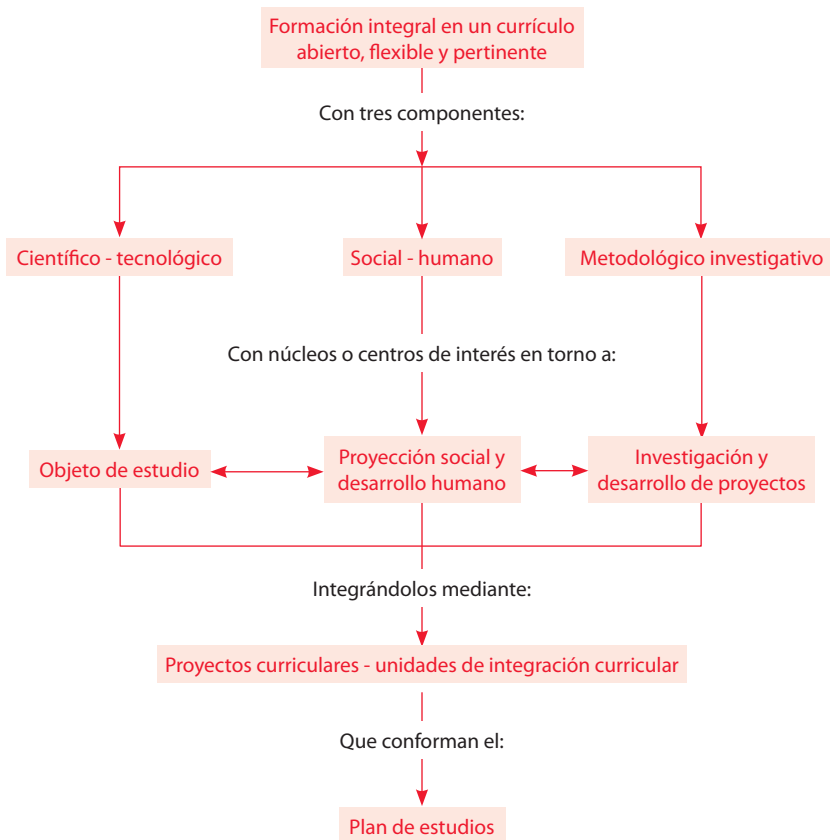 Formación integral en un currículo
abierto, flexible y pertinente
Con tres componentes:
Científico - tecnológico
Social - humano
Metodológico investigativo
Con núcleos o centros de interés en torno a:
Objeto de estudio
Proyección social y
desarrollo humano
Investigación y
desarrollo de proyectos
Integrándolos mediante:
Proyectos curriculares - unidades de integración curricular
Que conforman el:
Plan de estudios